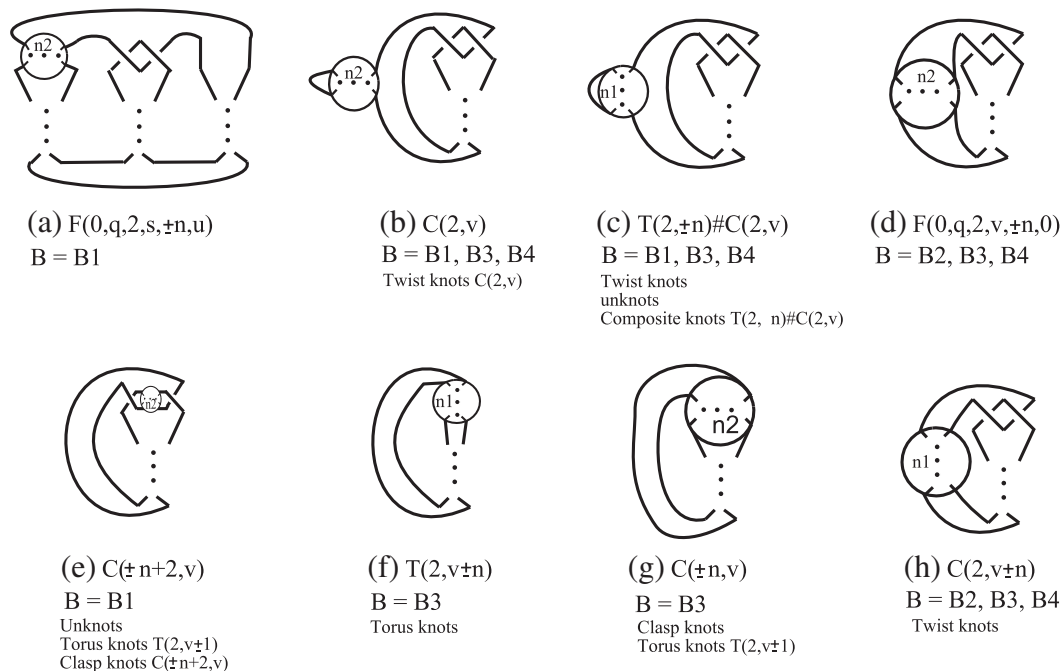 n2
n2
n1
n2
(a) F(0,q,2,s,±n,u)
B = B1
(b) C(2,v)
B = B1, B3, B4
Twist knots C(2,v)
(c) T(2,±n)#C(2,v)
B = B1, B3, B4
Twist knots
unknots
Composite knots T(2, n)#C(2,v)
(d) F(0,q,2,v,±n,0)
B = B2, B3, B4
n2
n1
n2
n1
(e) C(±n+2,v)
B = B1
Unknots
Torus knots T(2,v±1)
Clasp knots C(±n+2,v)
(f) T(2,v±n)
B = B3
Torus knots
(g) C(±n,v)
B = B3
Clasp knots
Torus knots T(2,v±1)
(h) C(2,v±n)
B = B2, B3, B4
Twist knots